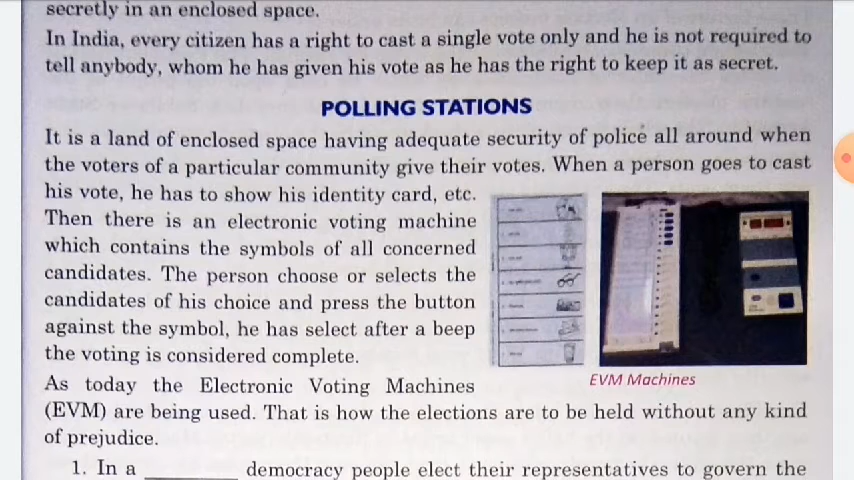 secretly in an enclosed space.
In India, every citizen has a right to cast a single vote only and he is not required to
tell anybody, whom he has given his vote as he has the right to keep it as secret.
POLLING STATIONS
It is a land of enclosed space having adequate security of police all around when
the voters of a particular community give their votes. When a person goes to cast
his vote, he has to show his identity card, etc.
Then there is an electronic voting machine
which contains the symbols of all concerned
candidates. The person choose or selects the
candidates of his choice and press the button
against the symbol, he has select after a beep
the voting is considered complete.
EVM Machines
As today the Electronic Voting Machines
(EVM) are being used. That is how the elections are to be held without any kind
of prejudice.
1. In a ________ democracy people elect their representatives to govern the